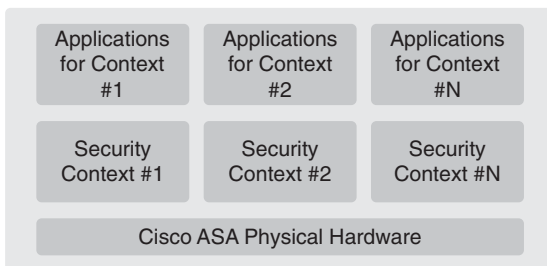 Applications
for Context
#1
Applications
for Context
#2
Applications
for Context
#N
Security
Context #1
Security
Context #2
Security
Context #N
Cisco ASA Physical Hardware